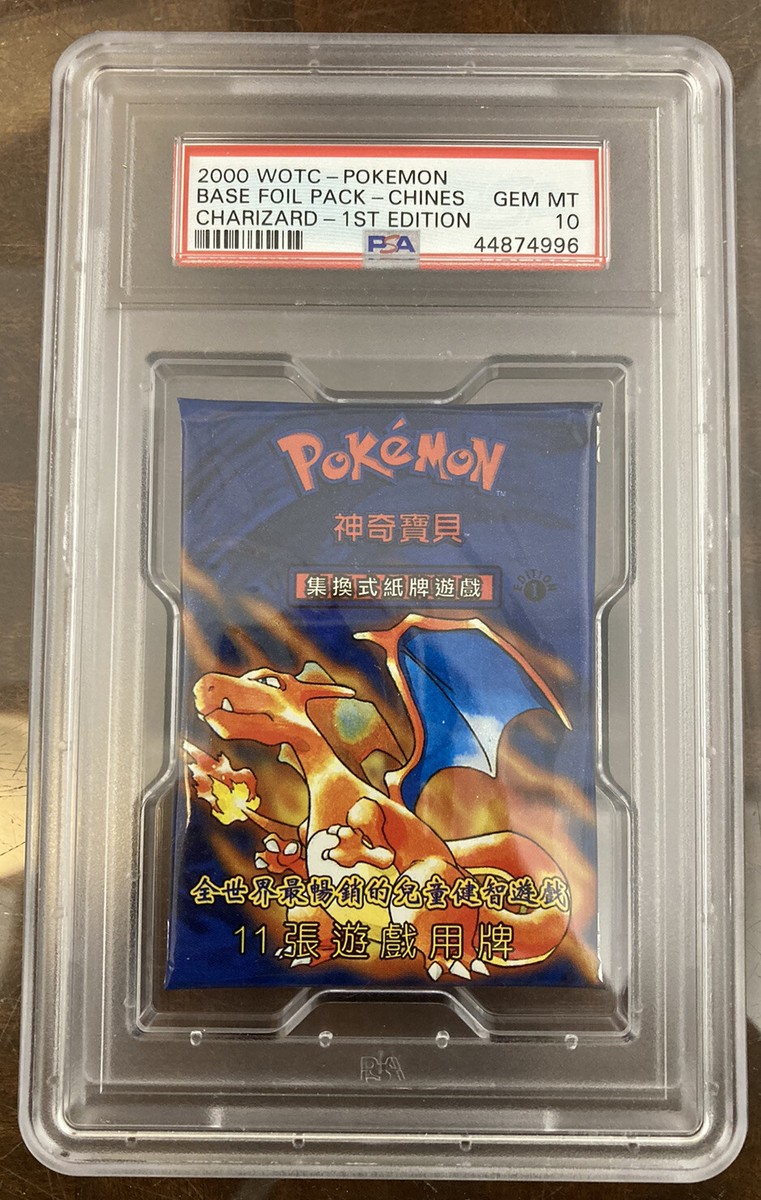 2000 WOTC-POKEMON
BASE FOIL PACK-CHINES GEM MT
CHARIZARD-1ST EDITION 10
PSA 44874996
POKéMON
TM
神奇寶貝
集換式紙牌遊戲
EDITION
1
全世界最暢銷的兒童健智遊戲
11張遊戲用牌
PSA